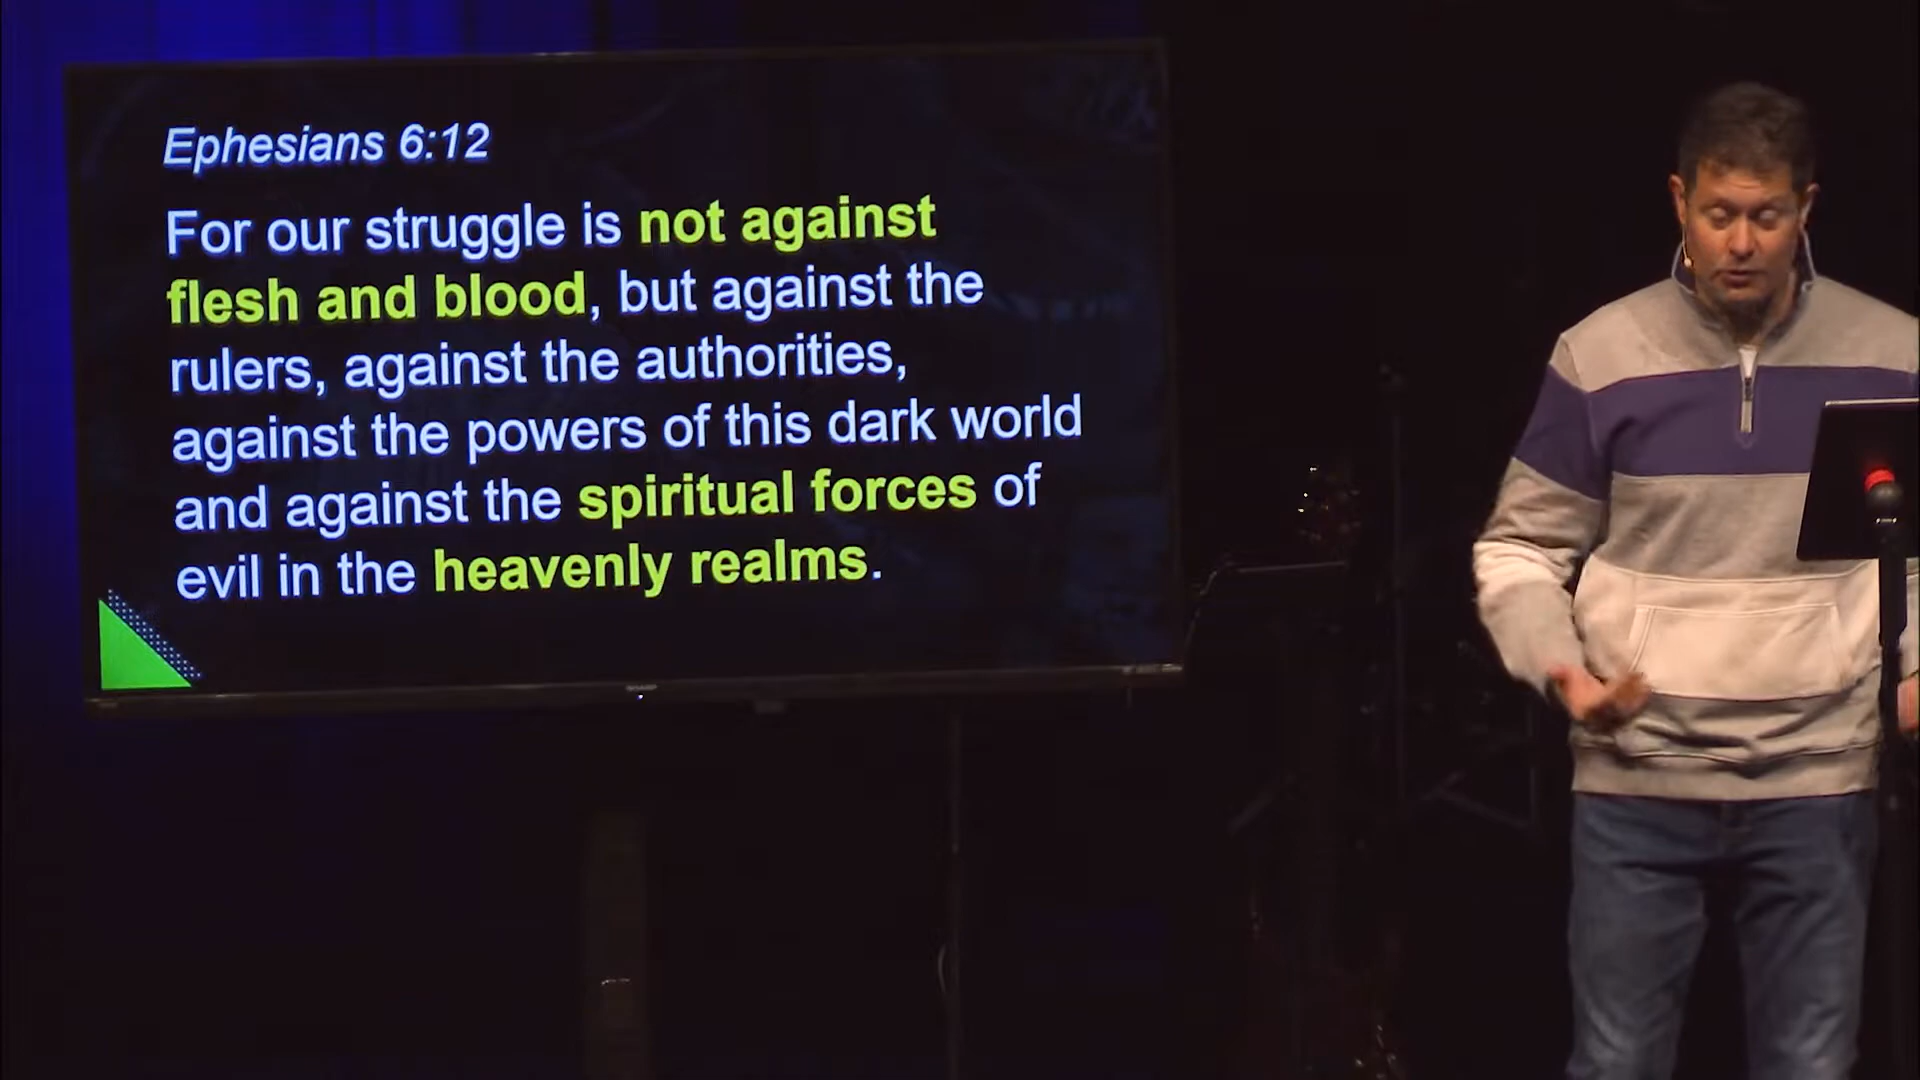 Ephesians 6:12
For our struggle is not against
flesh and blood, but against the
rulers, against the authorities,
against the powers of this dark world
and against the spiritual forces of
evil in the heavenly realms.
SHARP